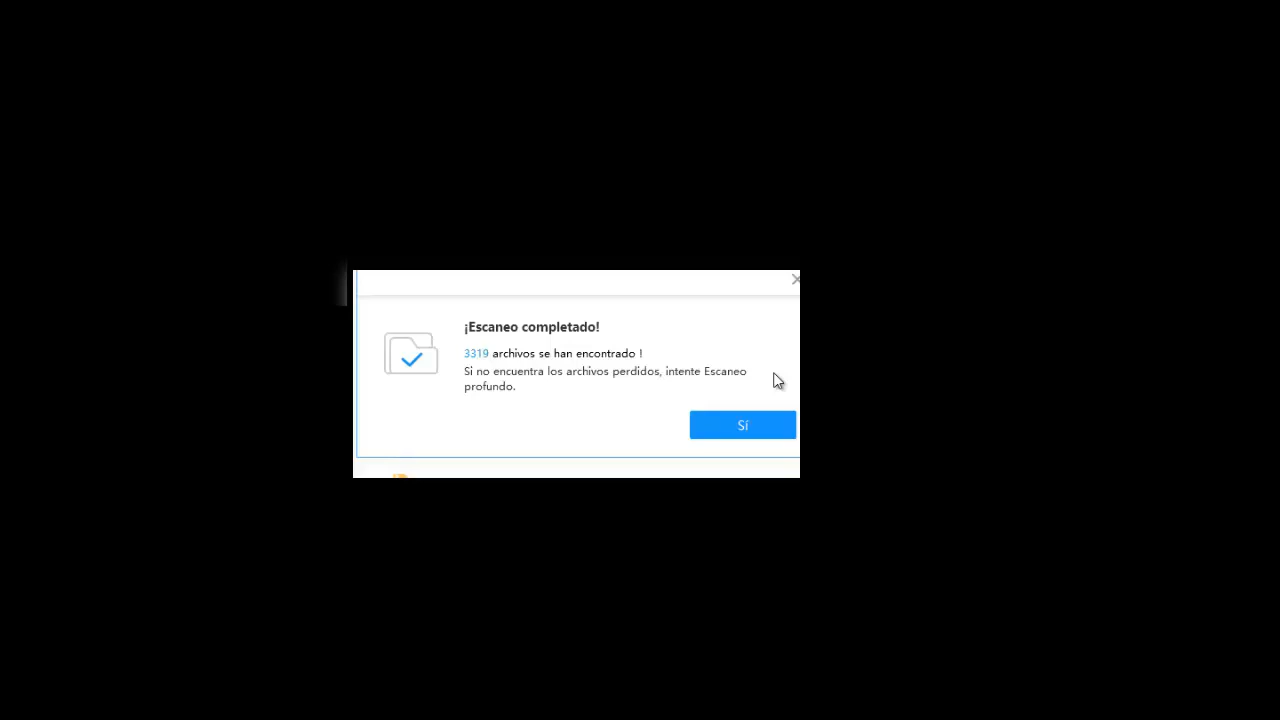 ¡Escaneo completado!
3319 archivos se han encontrado !
Si no encuentra los archivos perdidos, intente Escaneo
profundo.
Sí